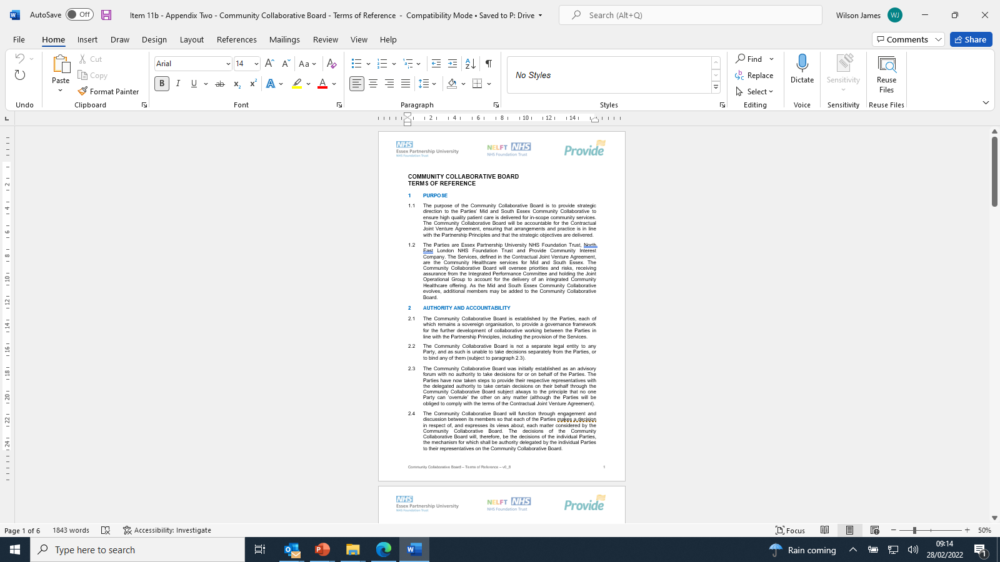 AutoSave Off Item 11b - Appendix Two - Community Collaborative Board - Terms of Reference - Compatibility Mode • Saved to P: Drive Search (Alt+Q) Wilson James WJ
File Home Insert Draw Design Layout References Mailings Review View Help Comments Share
Paste Cut Copy Format Painter
Arial 14 Aa
B I U ab x2 x2 A A
No Styles
Find Replace Select
Dictate Sensitivity Reuse Files
Undo Clipboard Font Paragraph Styles Editing Voice Sensitivity Reuse Files
2 4 6 8 10 12 14
2 4 6 8 10 12 14 16 18 20 22 24
NHS
Essex Partnership University
NHS Foundation Trust
NELFT NHS
NHS Foundation Trust
Provide
COMMUNITY COLLABORATIVE BOARD
TERMS OF REFERENCE
1 PURPOSE
1.1 The purpose of the Community Collaborative Board is to provide strategic
direction to the Parties' Mid and South Essex Community Collaborative to
ensure high quality patient care is delivered for in-scope community services.
The Community Collaborative Board will be accountable for the Contractual
Joint Venture Agreement, ensuring that arrangements and practice is in line
with the Partnership Principles and that the strategic objectives are delivered.
1.2 The Parties are Essex Partnership University NHS Foundation Trust, North
East London NHS Foundation Trust and Provide Community Interest
Company. The Services, defined in the Contractual Joint Venture Agreement,
are the Community Healthcare services for Mid and South Essex. The
Community Collaborative Board will oversee priorities and risks, receiving
assurance from the Integrated Performance Committee and holding the Joint
Operational Group to account for the delivery of an integrated Community
Healthcare offering. As the Mid and South Essex Community Collaborative
evolves, additional members may be added to the Community Collaborative
Board.
2 AUTHORITY AND ACCOUNTABILITY
2.1 The Community Collaborative Board is established by the Parties, each of
which remains a sovereign organisation, to provide a governance framework
for the further development of collaborative working between the Parties in
line with the Partnership Principles, including the provision of the Services.
2.2 The Community Collaborative Board is not a separate legal entity to any
Party, and as such is unable to take decisions separately from the Parties, or
to bind any of them (subject to paragraph 2.3).
2.3 The Community Collaborative Board was initially established as an advisory
forum with no authority to take decisions for or on behalf of the Parties. The
Parties have now taken steps to provide their respective representatives with
the delegated authority to take certain decisions on their behalf through the
Community Collaborative Board subject always to the principle that no one
Party can 'overrule' the other on any matter (although the Parties will be
obliged to comply with the terms of the Contractual Joint Venture Agreement).
2.4 The Community Collaborative Board will function through engagement and
discussion between its members so that each of the Parties makes a decision
in respect of, and expresses its views about, each matter considered by the
Community Collaborative Board. The decisions of the Community
Collaborative Board will, therefore, be the decisions of the individual Parties,
the mechanism for which shall be authority delegated by the individual Parties
to their representatives on the Community Collaborative Board.
Community Collaborative Board – Terms of Reference – v0_8 1
NHS
Essex Partnership University
NHS Foundation Trust
NELFT NHS
NHS Foundation Trust
Provide
Page 1 of 6 1843 words Accessibility: Investigate Focus 50%
Type here to search Rain coming 09:14
28/02/2022 1